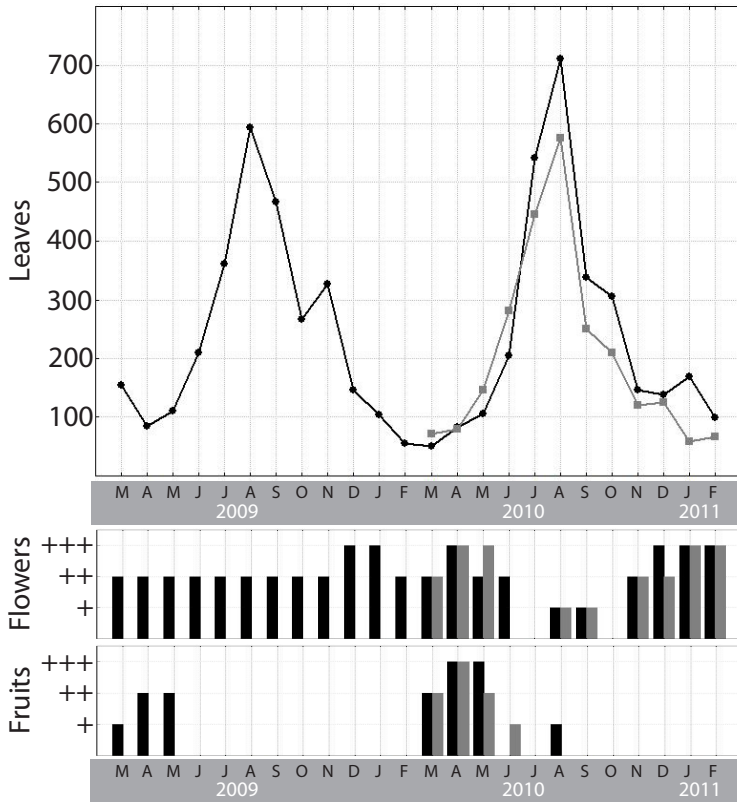 700
600
500
400
300
200
100
Leaves
M A M J J A S O N D J F M A M J J A S O N D J F
2009 2010 2011
Flowers
+++
++
+
Fruits
+++
++
+
M A M J J A S O N D J F M A M J J A S O N D J F
2009 2010 2011